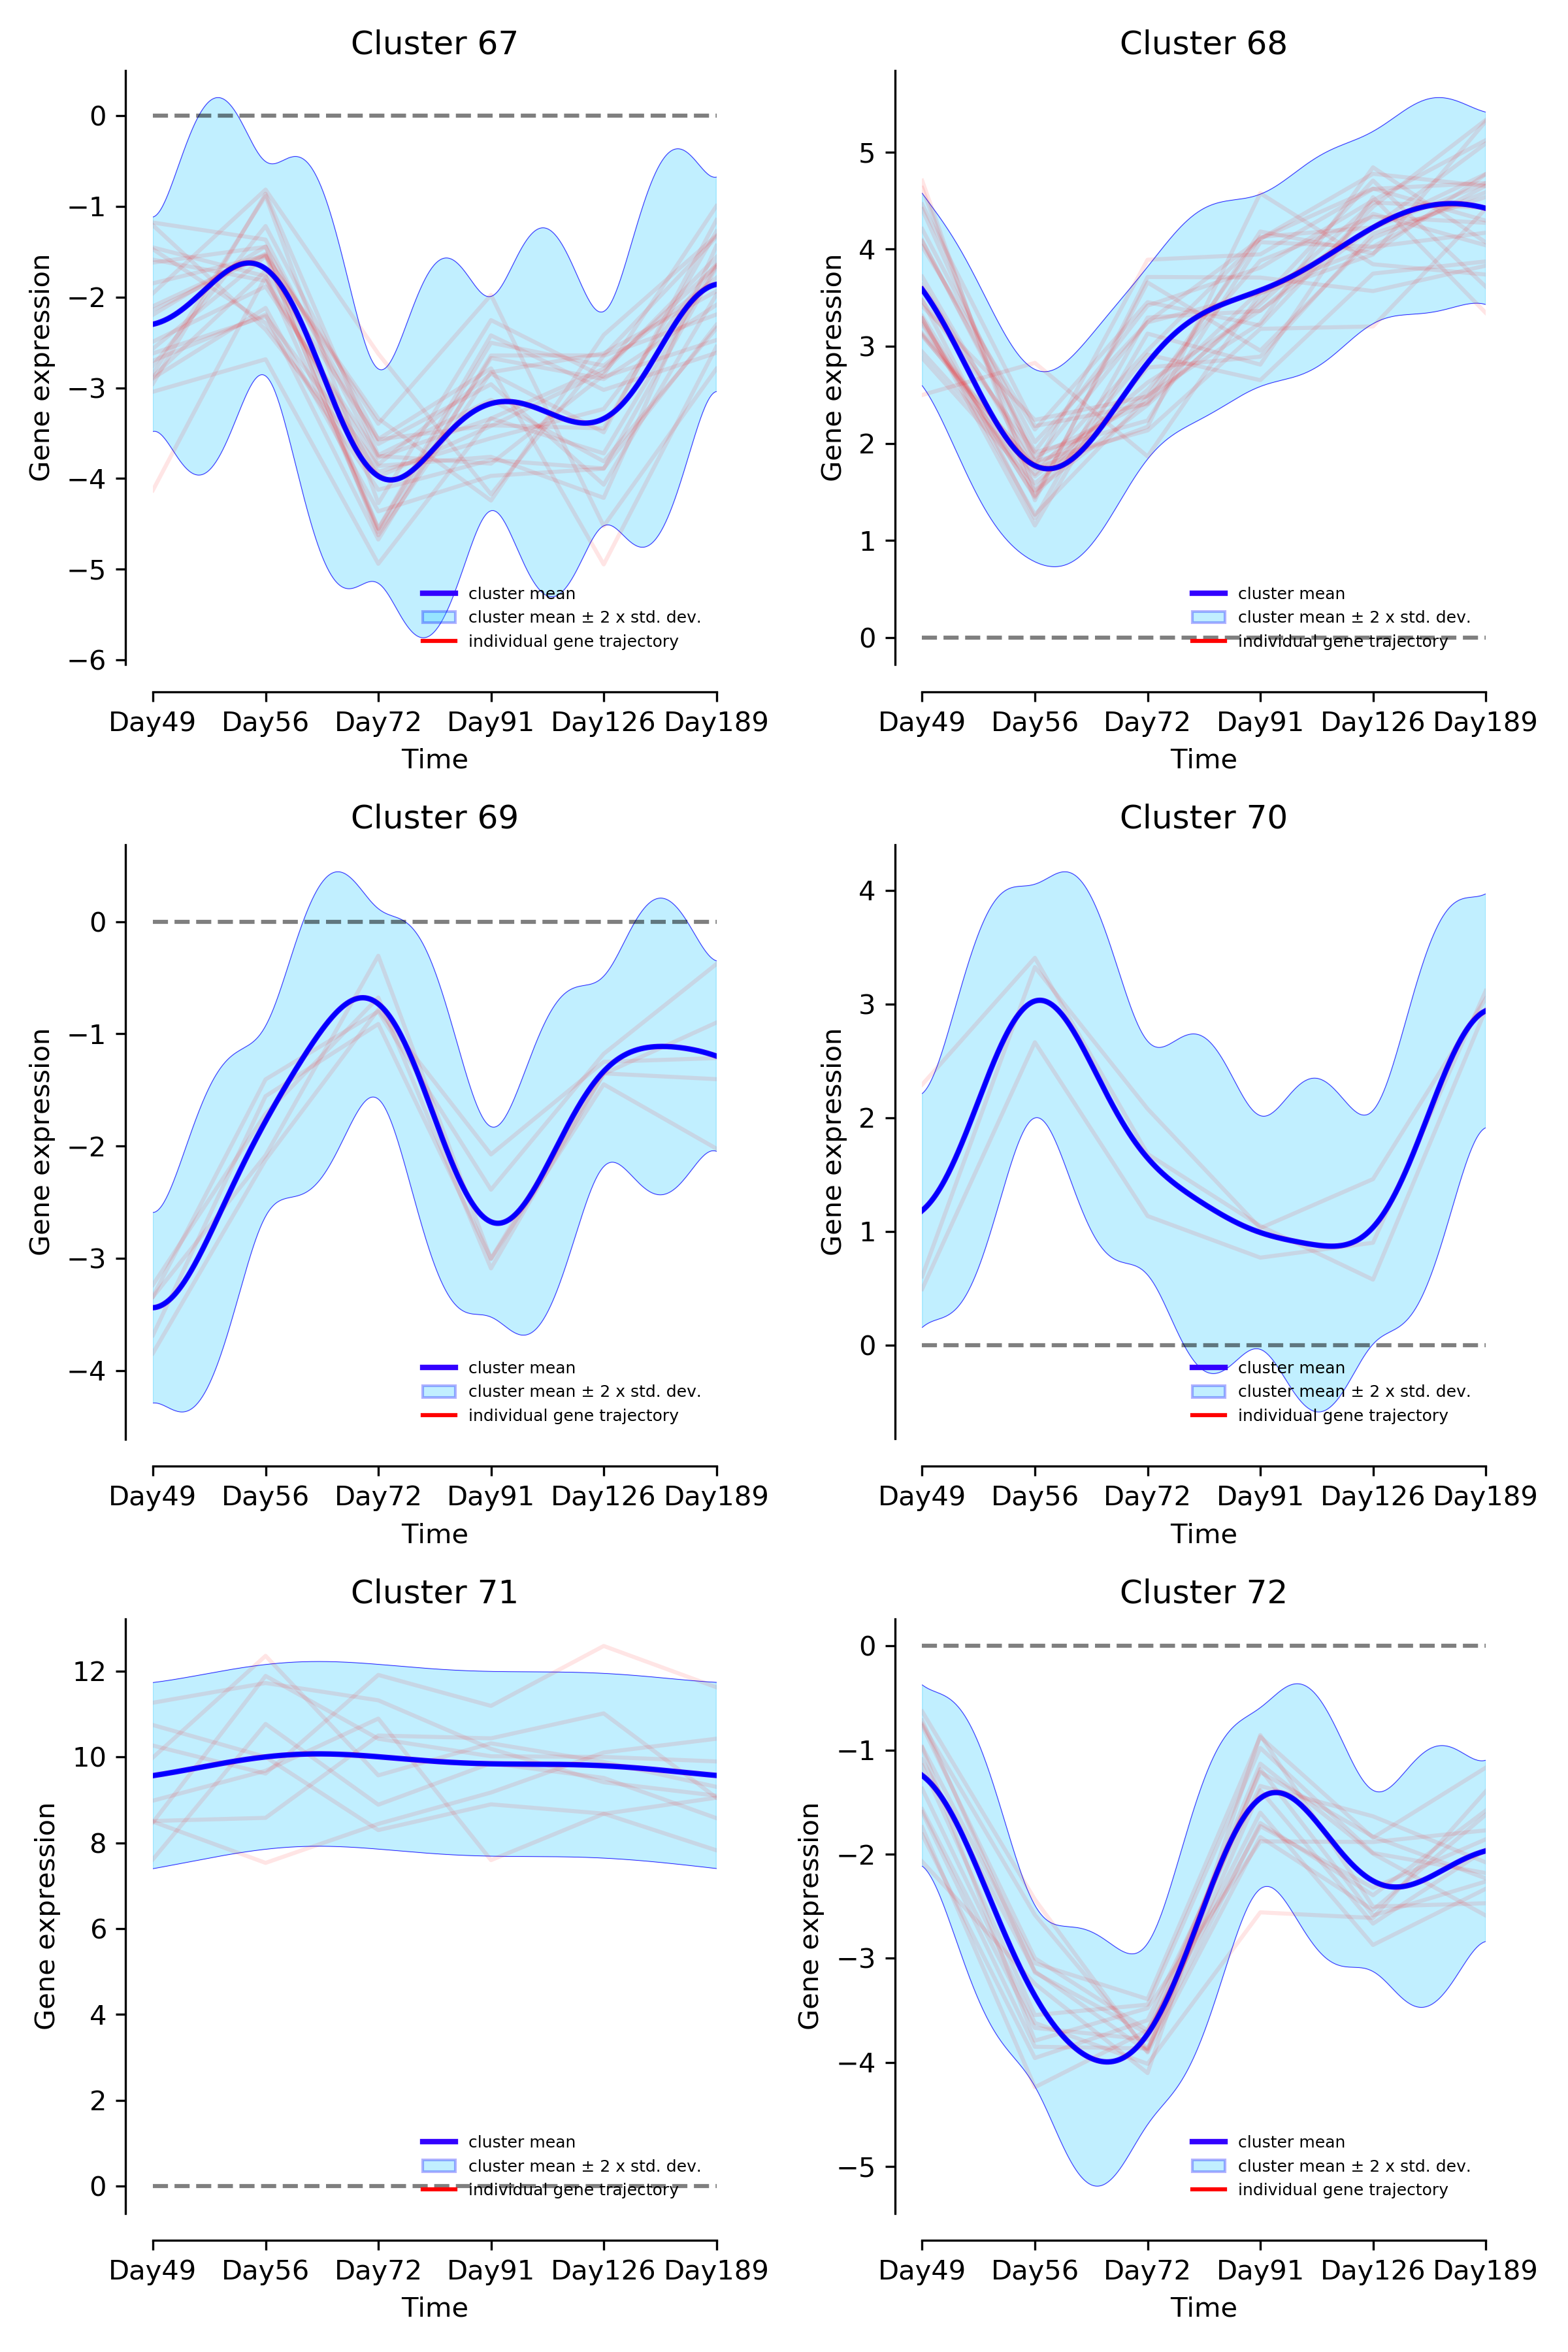 Cluster 67
Gene expression
0
−1
−2
−3
−4
−5
−6
cluster mean
cluster mean ± 2 x std. dev.
individual gene trajectory
Day49 Day56 Day72 Day91 Day126 Day189
Time
Cluster 68
Gene expression
5
4
3
2
1
0
cluster mean
cluster mean ± 2 x std. dev.
individual gene trajectory
Day49 Day56 Day72 Day91 Day126 Day189
Time
Cluster 69
Gene expression
0
−1
−2
−3
−4
cluster mean
cluster mean ± 2 x std. dev.
individual gene trajectory
Day49 Day56 Day72 Day91 Day126 Day189
Time
Cluster 70
Gene expression
4
3
2
1
0
cluster mean
cluster mean ± 2 x std. dev.
individual gene trajectory
Day49 Day56 Day72 Day91 Day126 Day189
Time
Cluster 71
Gene expression
12
10
8
6
4
2
0
cluster mean
cluster mean ± 2 x std. dev.
individual gene trajectory
Day49 Day56 Day72 Day91 Day126 Day189
Time
Cluster 72
Gene expression
0
−1
−2
−3
−4
−5
cluster mean
cluster mean ± 2 x std. dev.
individual gene trajectory
Day49 Day56 Day72 Day91 Day126 Day189
Time